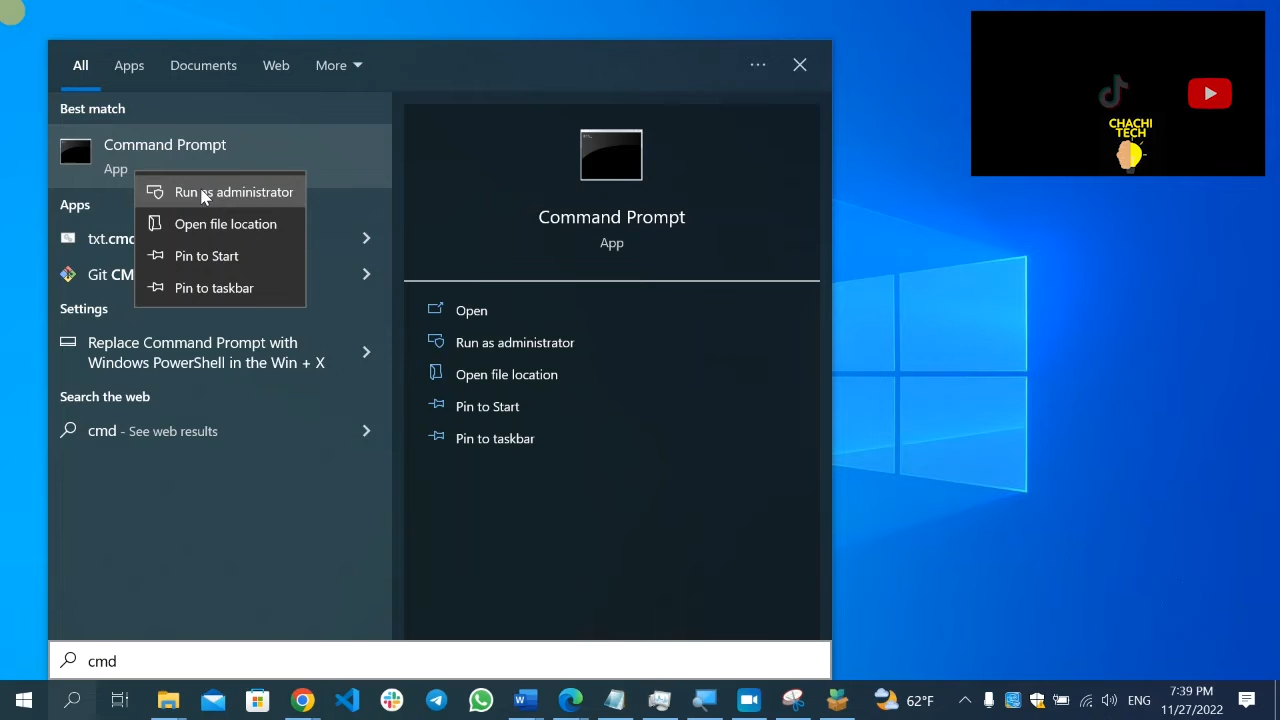 All Apps Documents Web More
Best match
Command Prompt
App
Run as administrator
Open file location
Pin to Start
Pin to taskbar
Apps
txt.cmd
Git CM
Settings
Replace Command Prompt with
Windows PowerShell in the Win + X
Search the web
cmd - See web results
Command Prompt
App
Open
Run as administrator
Open file location
Pin to Start
Pin to taskbar
cmd
CHACHI
TECH
62°F
ENG
7:39 PM
11/27/2022